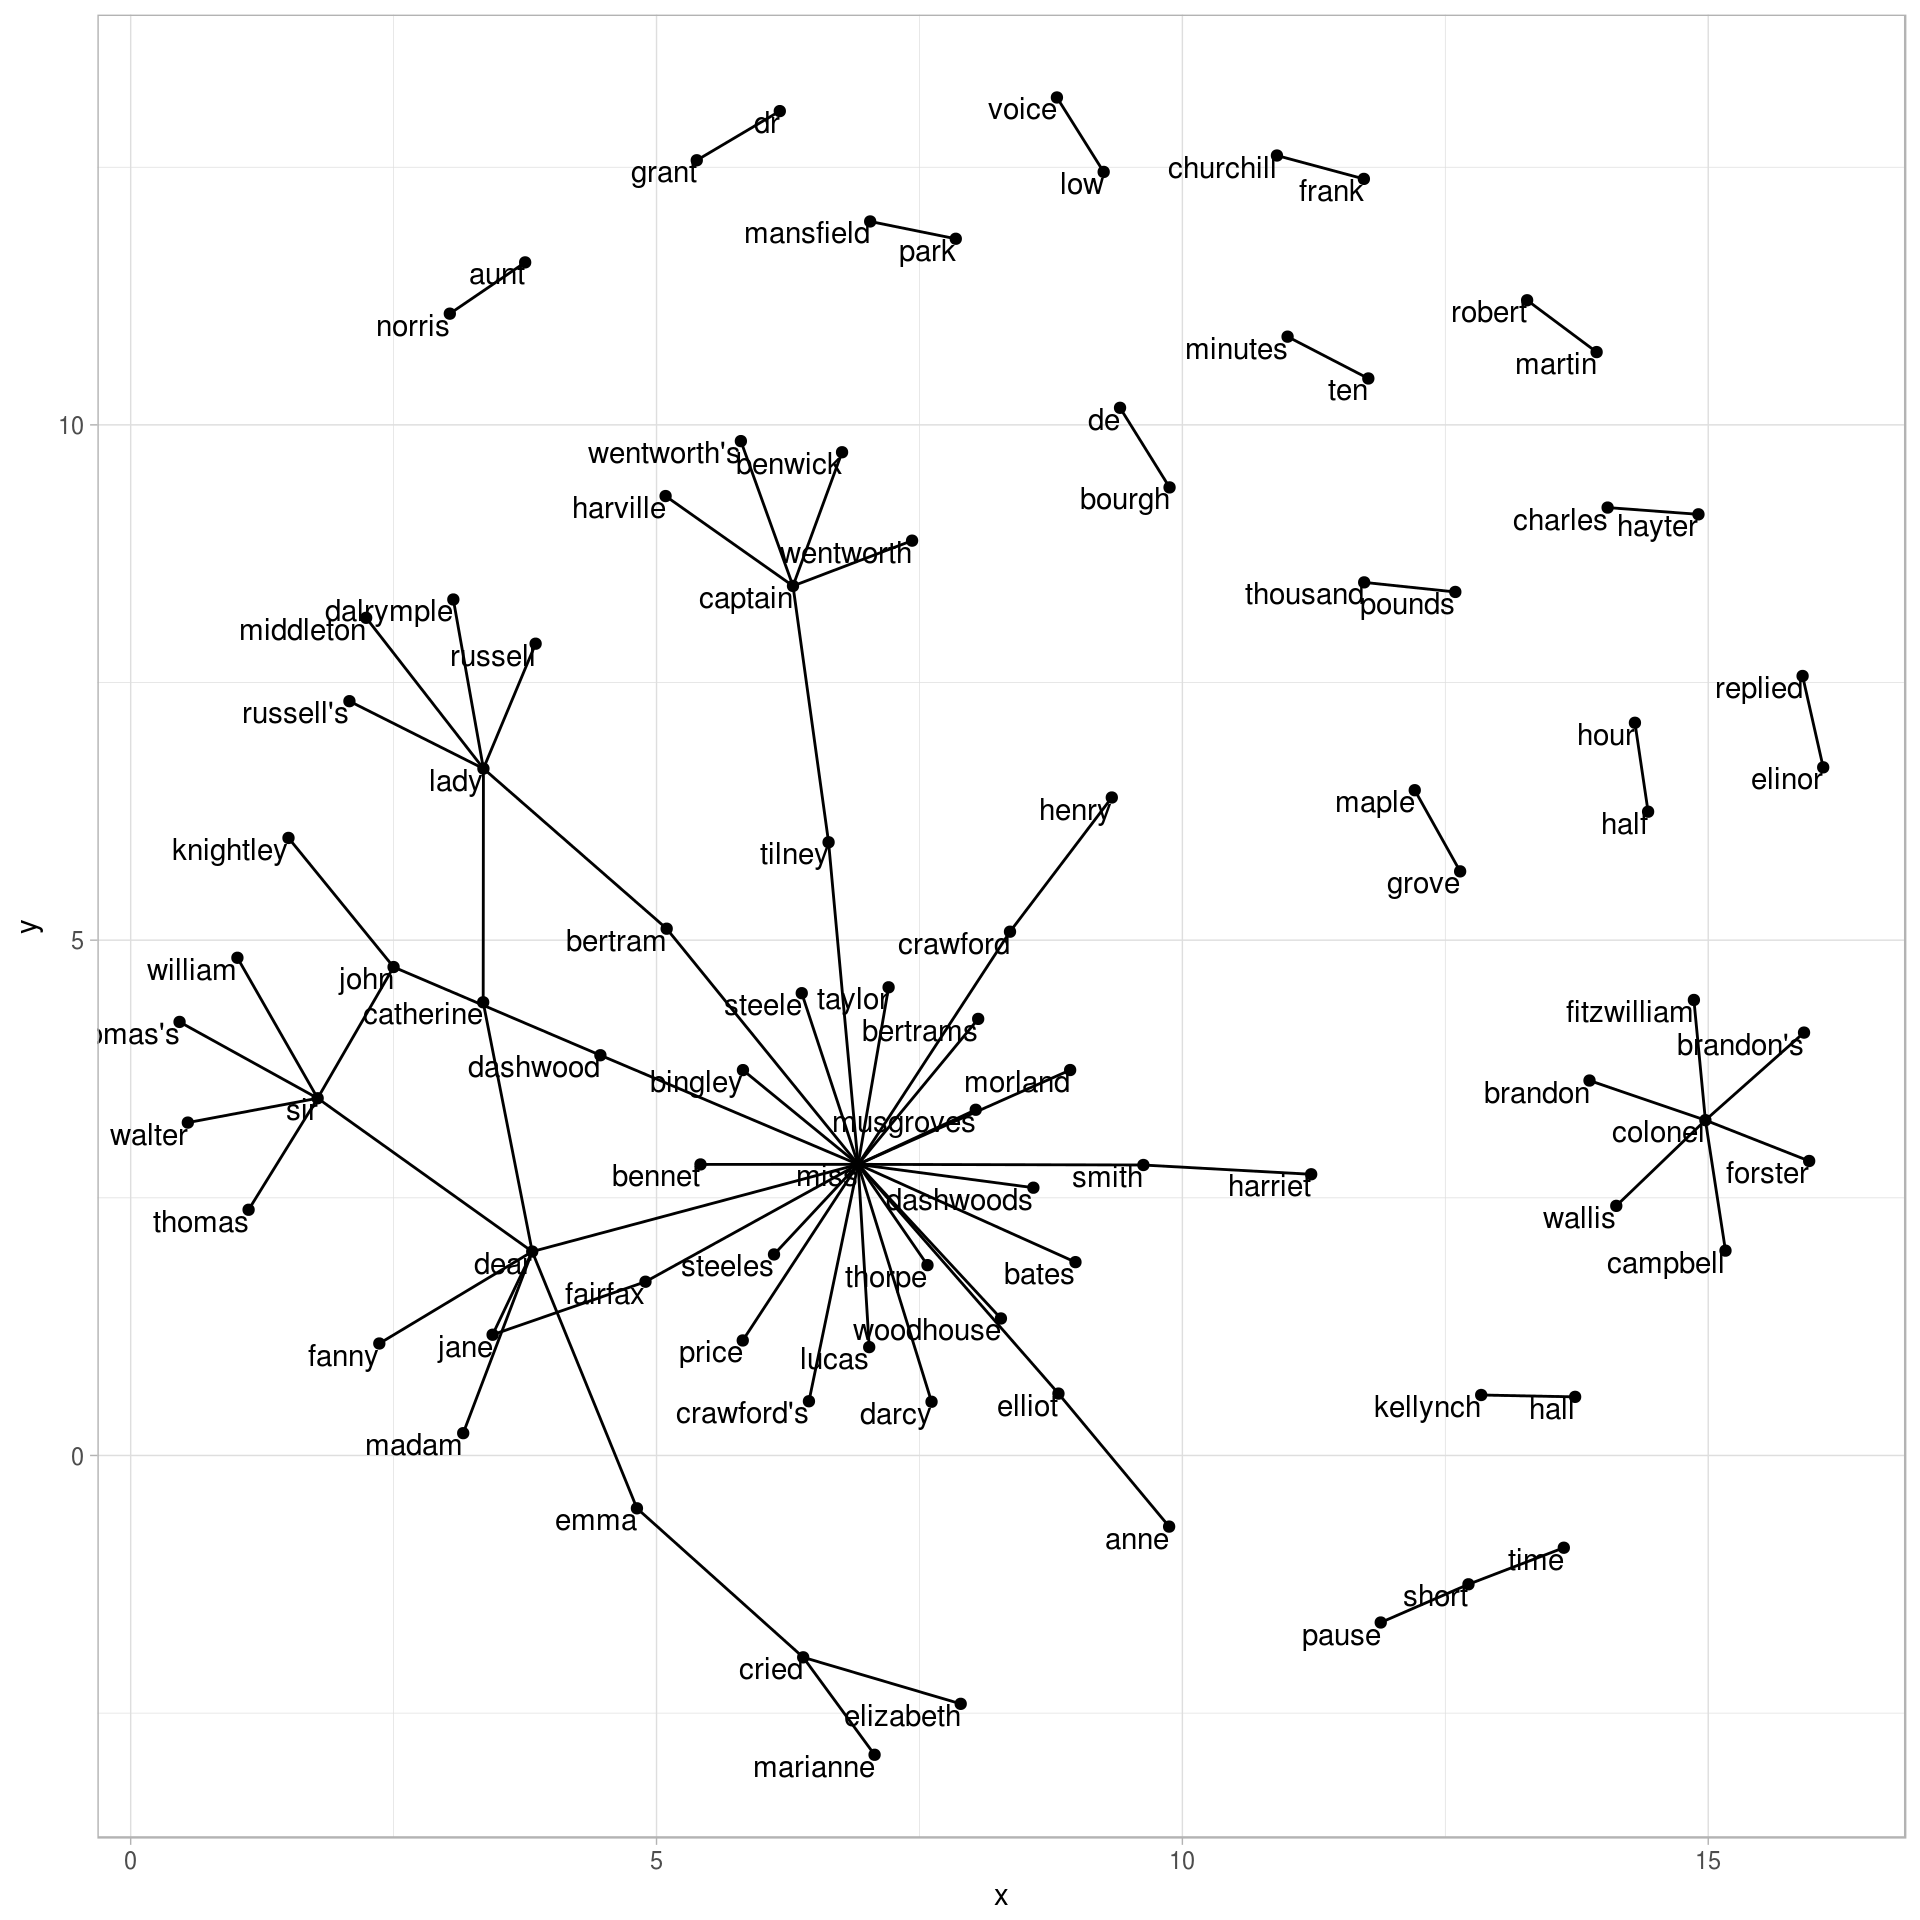 voice
dr
churchill
grant
low
frank
mansfield
park
aunt
robert
norris
minutes
martin
ten
de
10
wentworth's
benwick
bourgh
harville
charles
hayter
wentworth
thousand
captain
pounds
dalrymple
middleton
russell
replied
russell's
hour
lady
elinor
maple
henry
half
knightley
tilney
grove
y
5
bertram
crawford
william
john
taylor
steele
fitzwilliam
catherine
omas's
bertrams
brandon's
dashwood
bingley
morland
brandon
sir
musgroves
walter
colonel
bennet
miss
smith
forster
harriet
dashwoods
thomas
wallis
dear
steeles
thorpe
bates
campbell
fairfax
woodhouse
jane
price
fanny
lucas
elliot
kellynch
hall
crawford's
darcy
madam
0
emma
anne
time
short
pause
cried
elizabeth
marianne
0 5 10 15
x